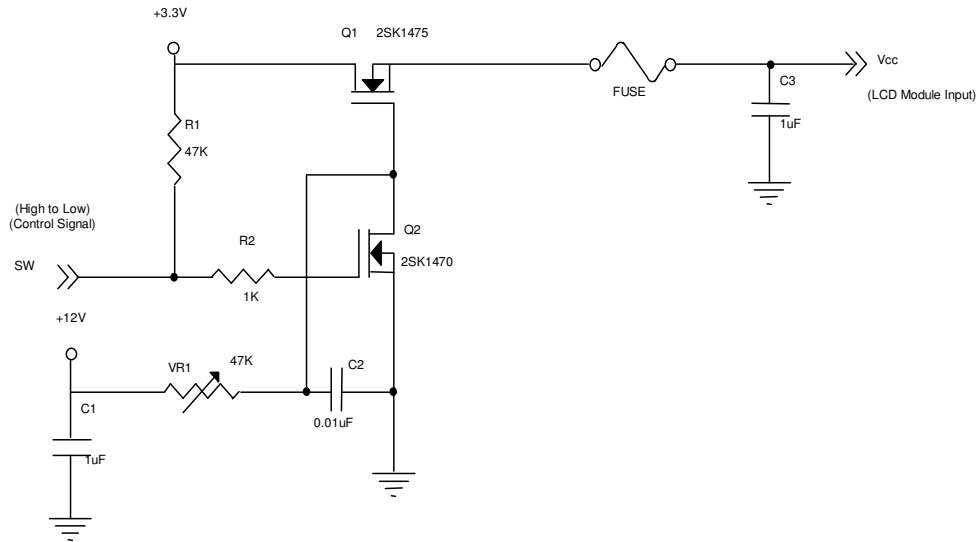 +3.3V
Q1 2SK1475
Vcc
FUSE
C3
(LCD Module Input)
1uF
R1
47K
(High to Low)
(Control Signal)
SW
R2
1K
Q2
2SK1470
+12V
VR1
47K
C2
0.01uF
C1
1uF